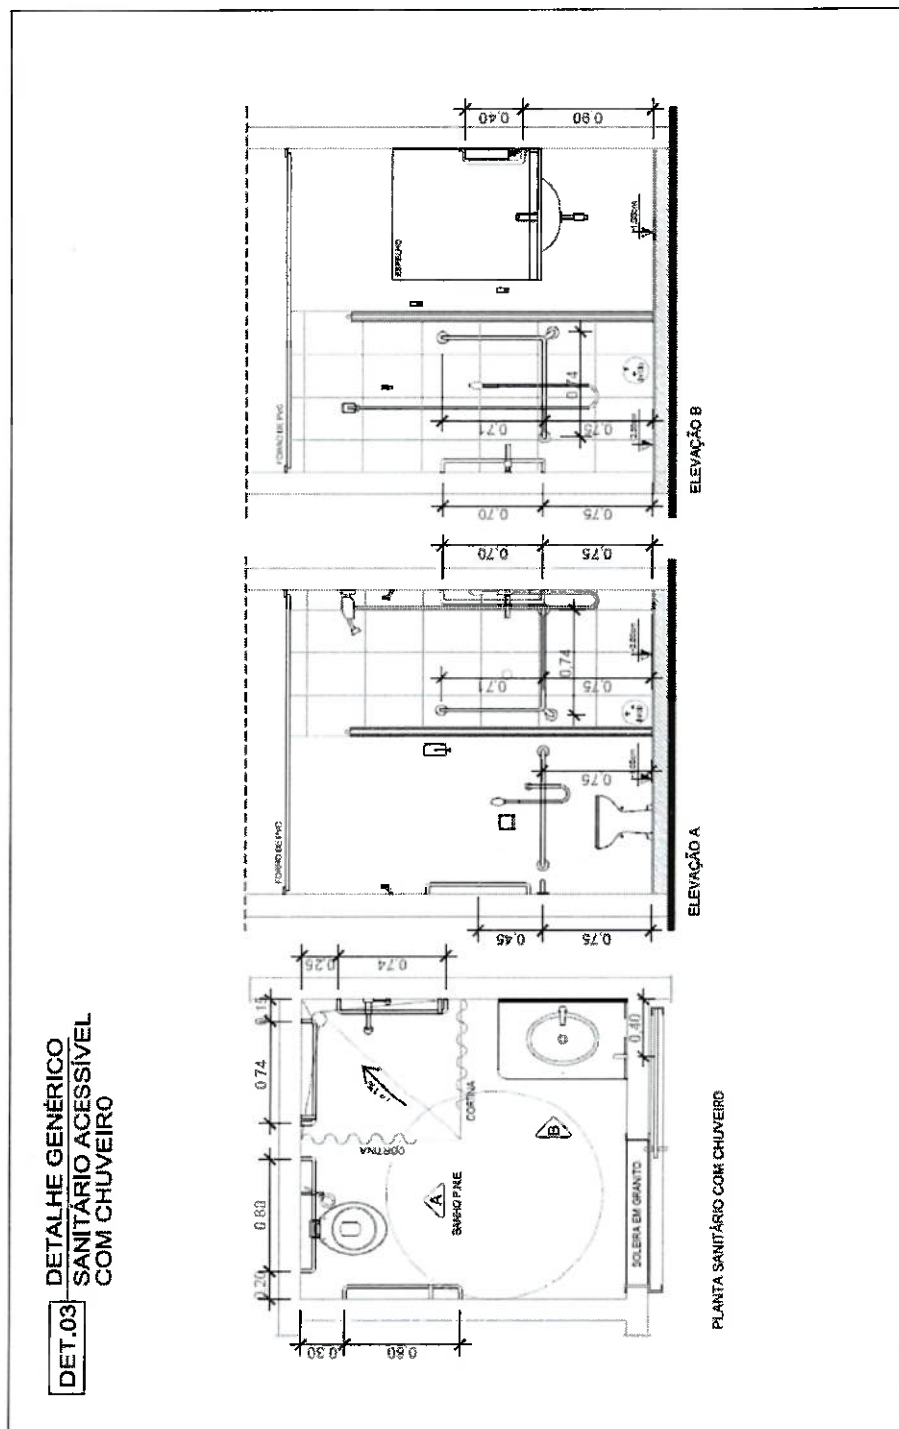 DET.03
DETALHE GENÉRICO
SANITÁRIO ACESSÍVEL
COM CHUVEIRO
0.20
0.80
0.74
0.15
0.30
0.80
0.26
0.74
0.40
CORTINA
CORTINA
A
BANHO P.N.E
B
SOLEIRA EM GRANITO
PLANTA SANITÁRIO COM CHUVEIRO
FORRO DE PVC
0.45
0.75
0.75
0.71
0.75
0.74
0.70
0.75
ELEVAÇÃO A
FORRO DE PVC
ESPELHO
0.70
0.75
0.71
0.75
0.74
0.40
0.90
ELEVAÇÃO B